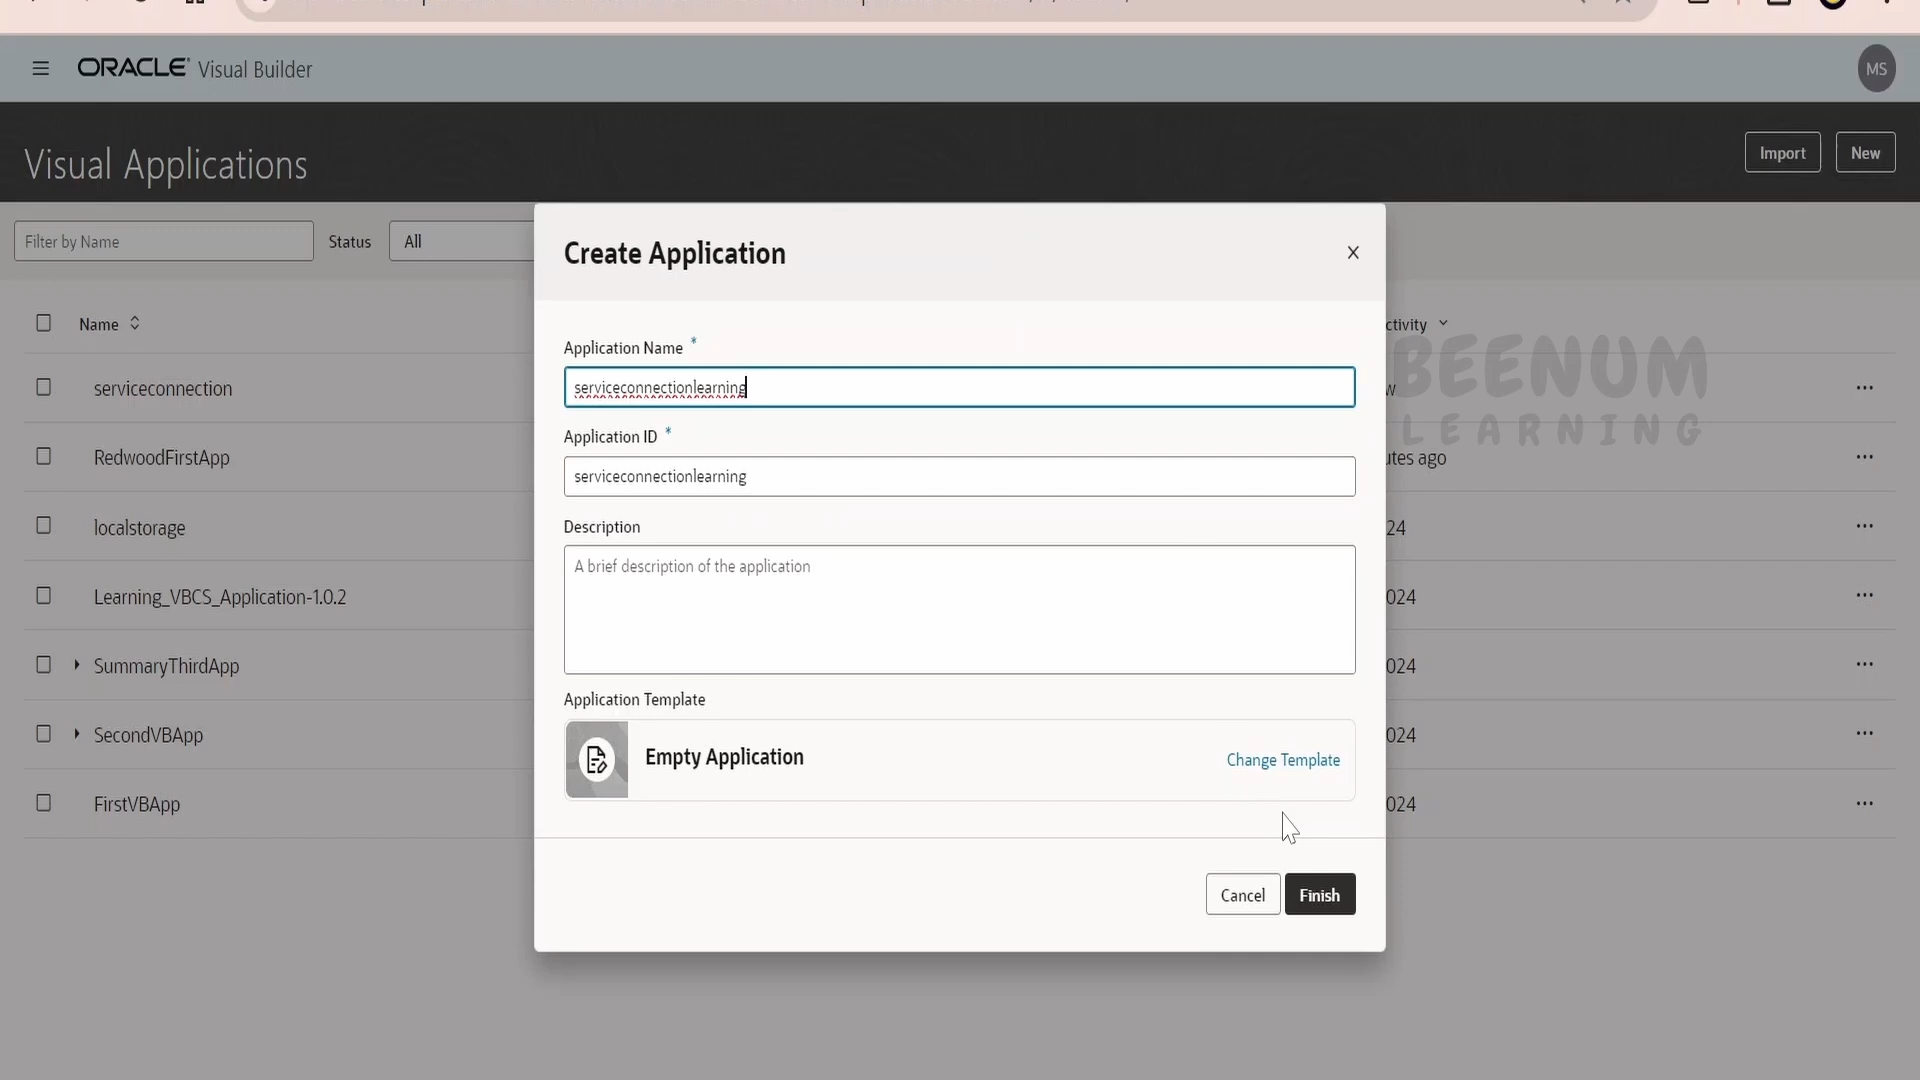 ORACLE Visual Builder
MS
Visual Applications
Import
New
Filter by Name
Status
All
Create Application
X
Name
ctivity
BEENUM
LEARNING
Application Name *
serviceconnectionlearning
serviceconnection
w
Application ID *
serviceconnectionlearning
RedwoodFirstApp
utes ago
Description
A brief description of the application
localstorage
24
Learning_VBCS_Application-1.0.2
024
SummaryThirdApp
024
Application Template
Empty Application
Change Template
SecondVBApp
024
FirstVBApp
024
Cancel
Finish